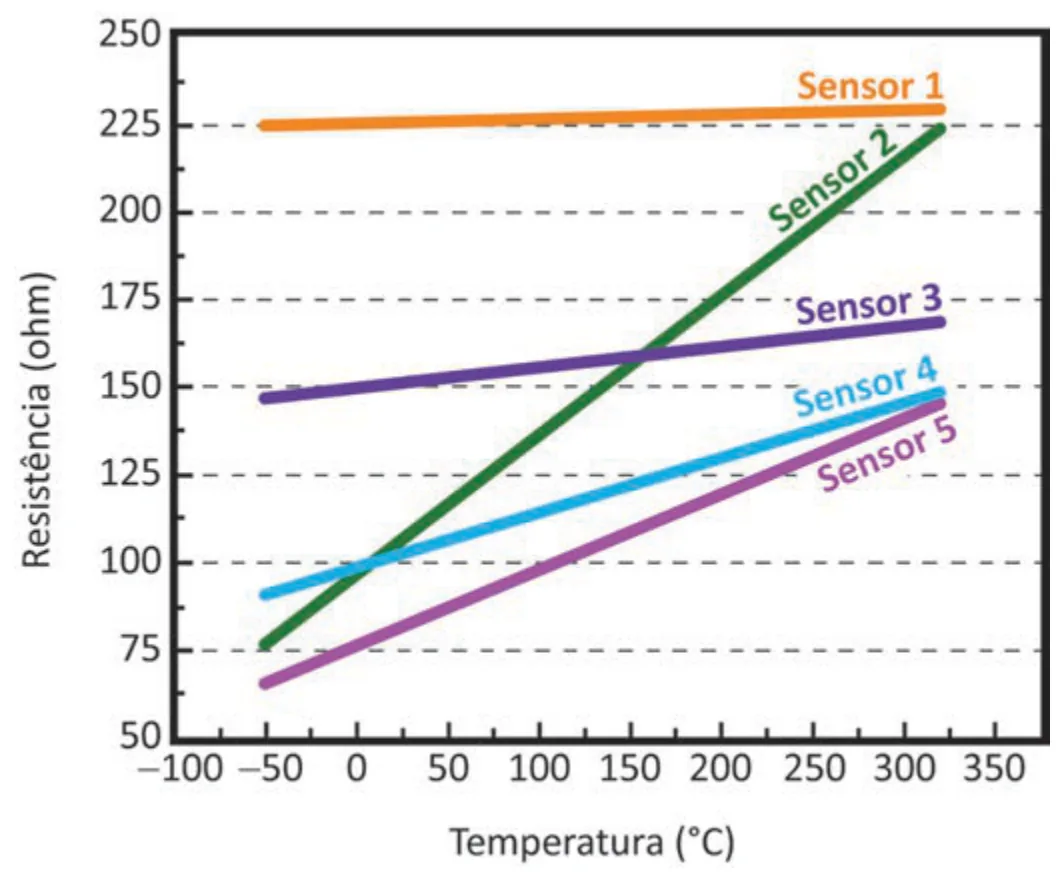 250
225
200
175
150
125
100
75
50
Resistência (ohm)
Sensor 1
Sensor 2
Sensor 3
Sensor 4
Sensor 5
−100 −50 0 50 100 150 200 250 300 350
Temperatura (°C)